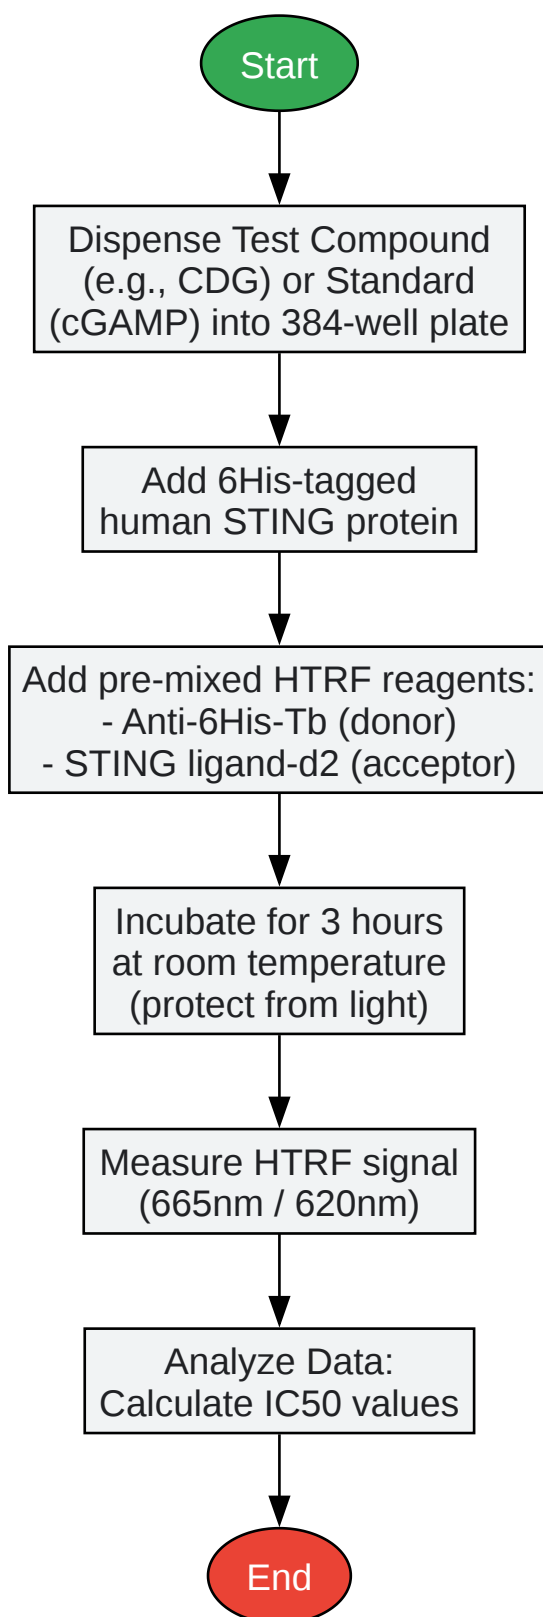 Start
Dispense Test Compound
(e.g., CDG) or Standard
(cGAMP) into 384-well plate
Add 6His-tagged
human STING protein
Add pre-mixed HTRF reagents:
- Anti-6His-Tb (donor)
- STING ligand-d2 (acceptor)
Incubate for 3 hours
at room temperature
(protect from light)
Measure HTRF signal
(665nm / 620nm)
Analyze Data:
Calculate IC50 values
End